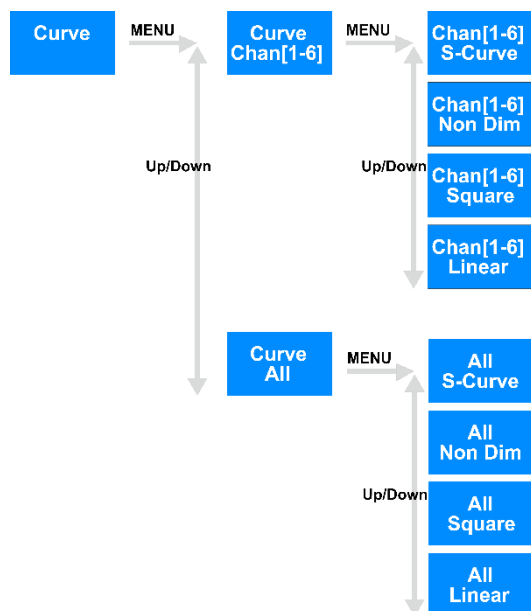 Curve
MENU
Curve
Chan[1-6]
MENU
Chan[1-6]
S-Curve
Chan[1-6]
Non Dim
Up/Down
Up/Down
Chan[1-6]
Square
Chan[1-6]
Linear
Curve
All
MENU
All
S-Curve
All
Non Dim
Up/Down
All
Square
All
Linear